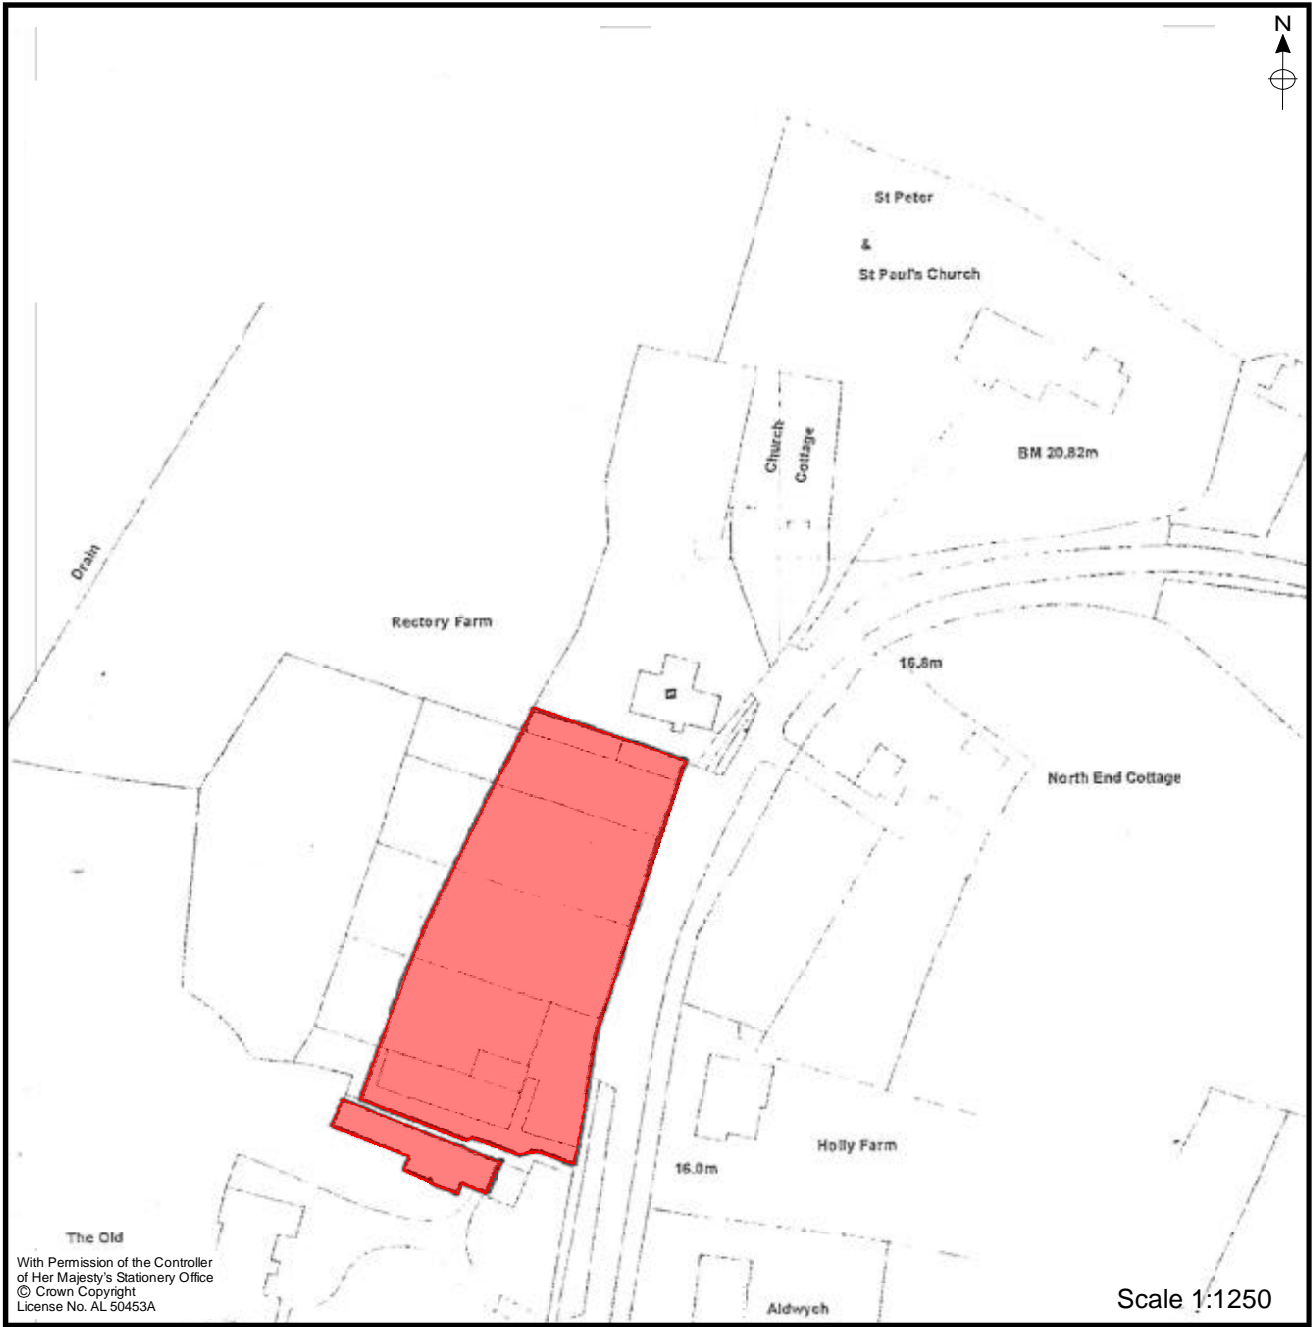 N
St Peter
&
St Paul's Church
Church
Cottage
BM 20.82m
Drain
Rectory Farm
16.8m
North End Cottage
Holly Farm
16.0m
The Old
With Permission of the Controller
of Her Majesty's Stationery Office
© Crown Copyright
License No. AL 50453A
Aldwych
Scale 1:1250